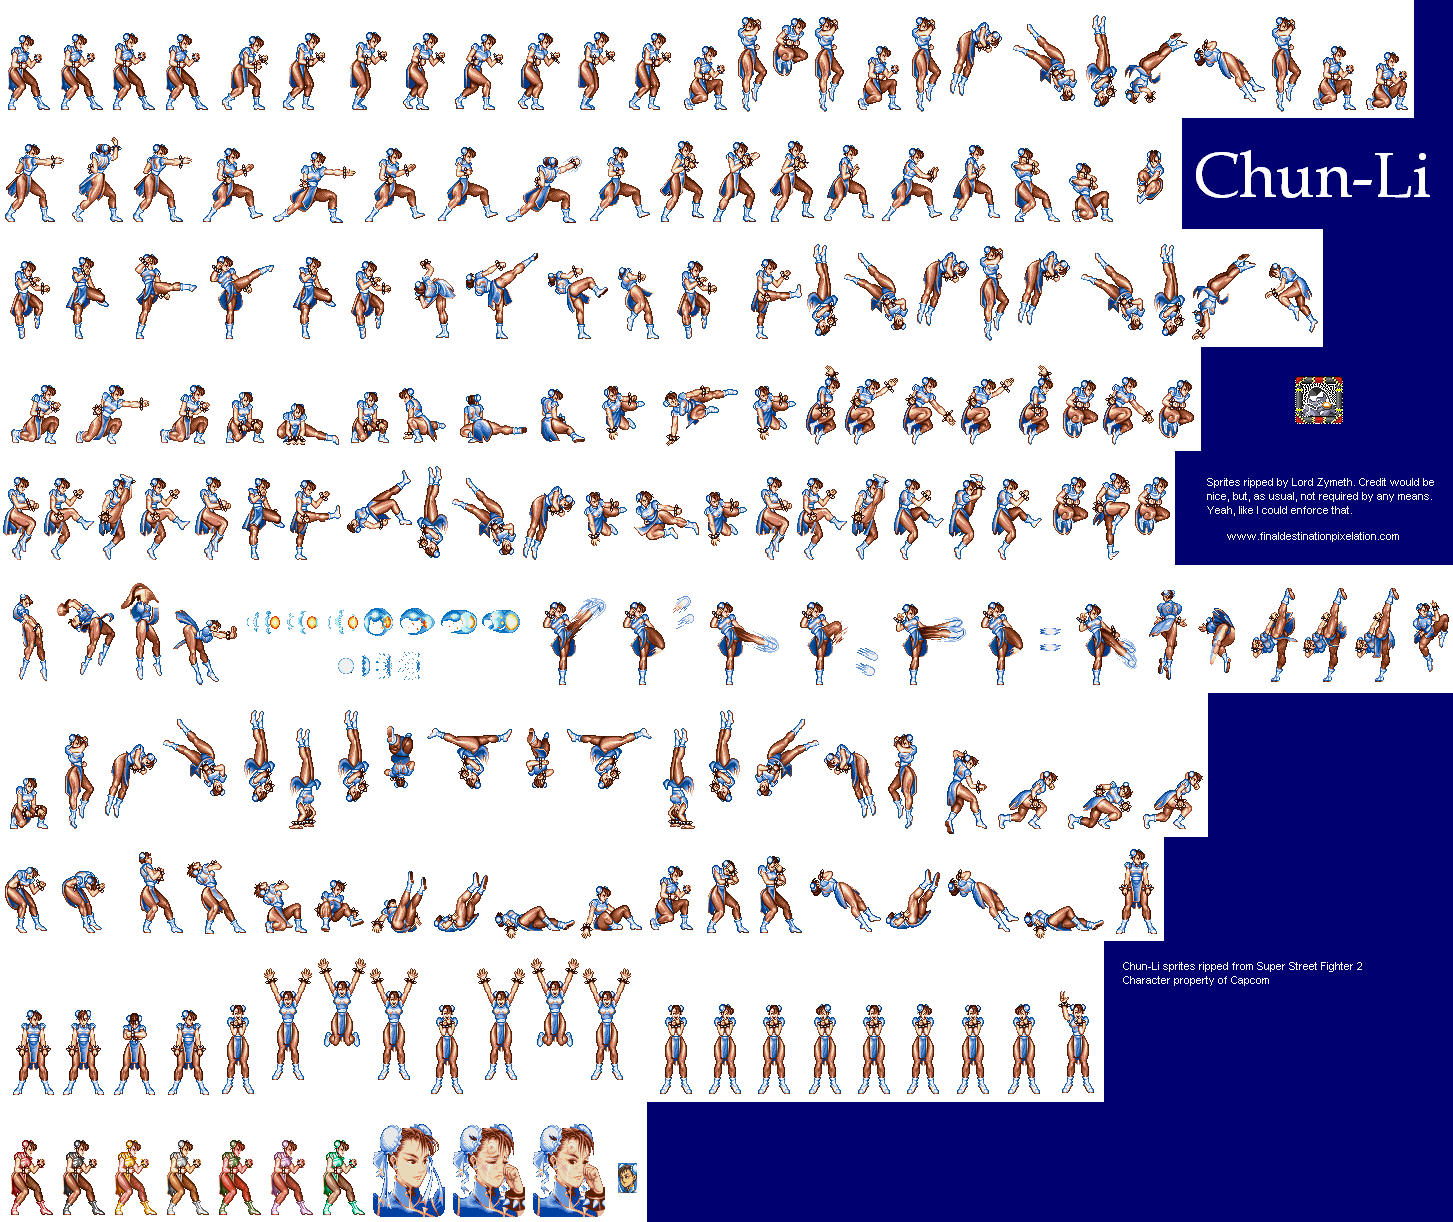 Chun-Li
Sprites ripped by Lord Zymeth. Credit would be
nice, but, as usual, not required by any means.
Yeah, like I could enforce that.
www.finaldestinationpixelation.com
Chun-Li sprites ripped from Super Street Fighter 2
Character property of Capcom